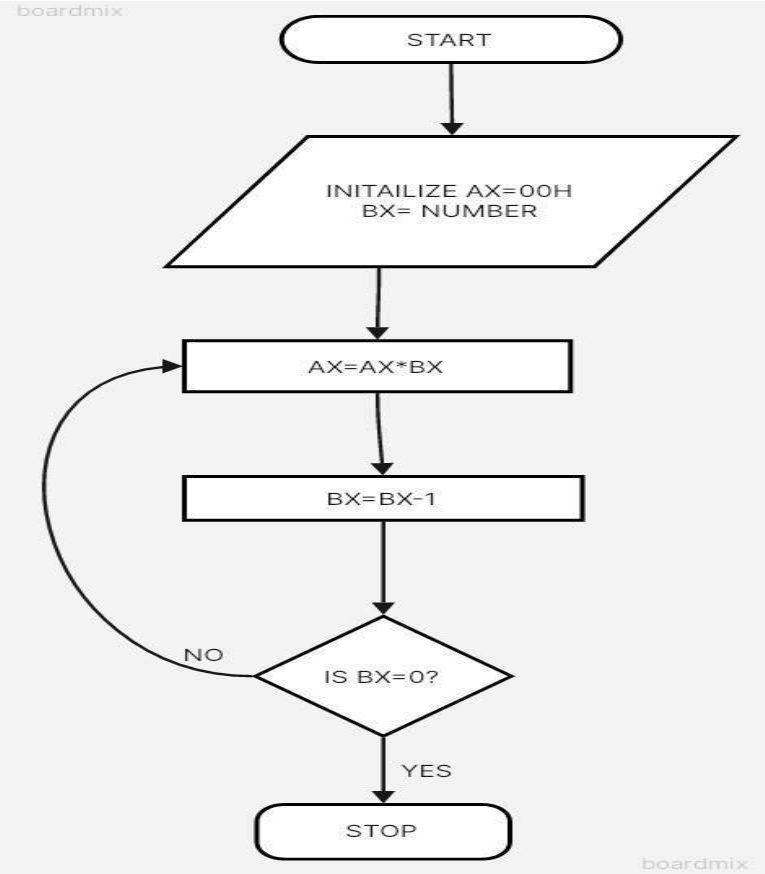 boardmix
START
INITAILIZE AX=00H
BX= NUMBER
AX=AX*BX
BX=BX-1
NO
IS BX=0?
YES
STOP
boardmix